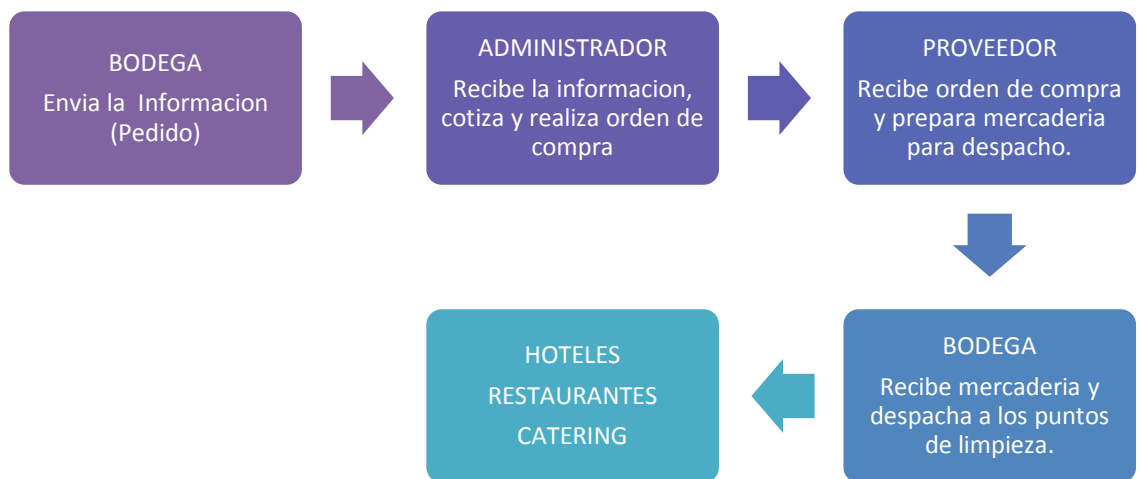 BODEGA
Envia la Informacion
(Pedido)
ADMINISTRADOR
Recibe la informacion,
cotiza y realiza orden de
compra
PROVEEDOR
Recibe orden de compra
y prepara mercaderia
para despacho.
BODEGA
Recibe mercaderia y
despacha a los puntos
de limpieza.
HOTELES
RESTAURANTES
CATERING